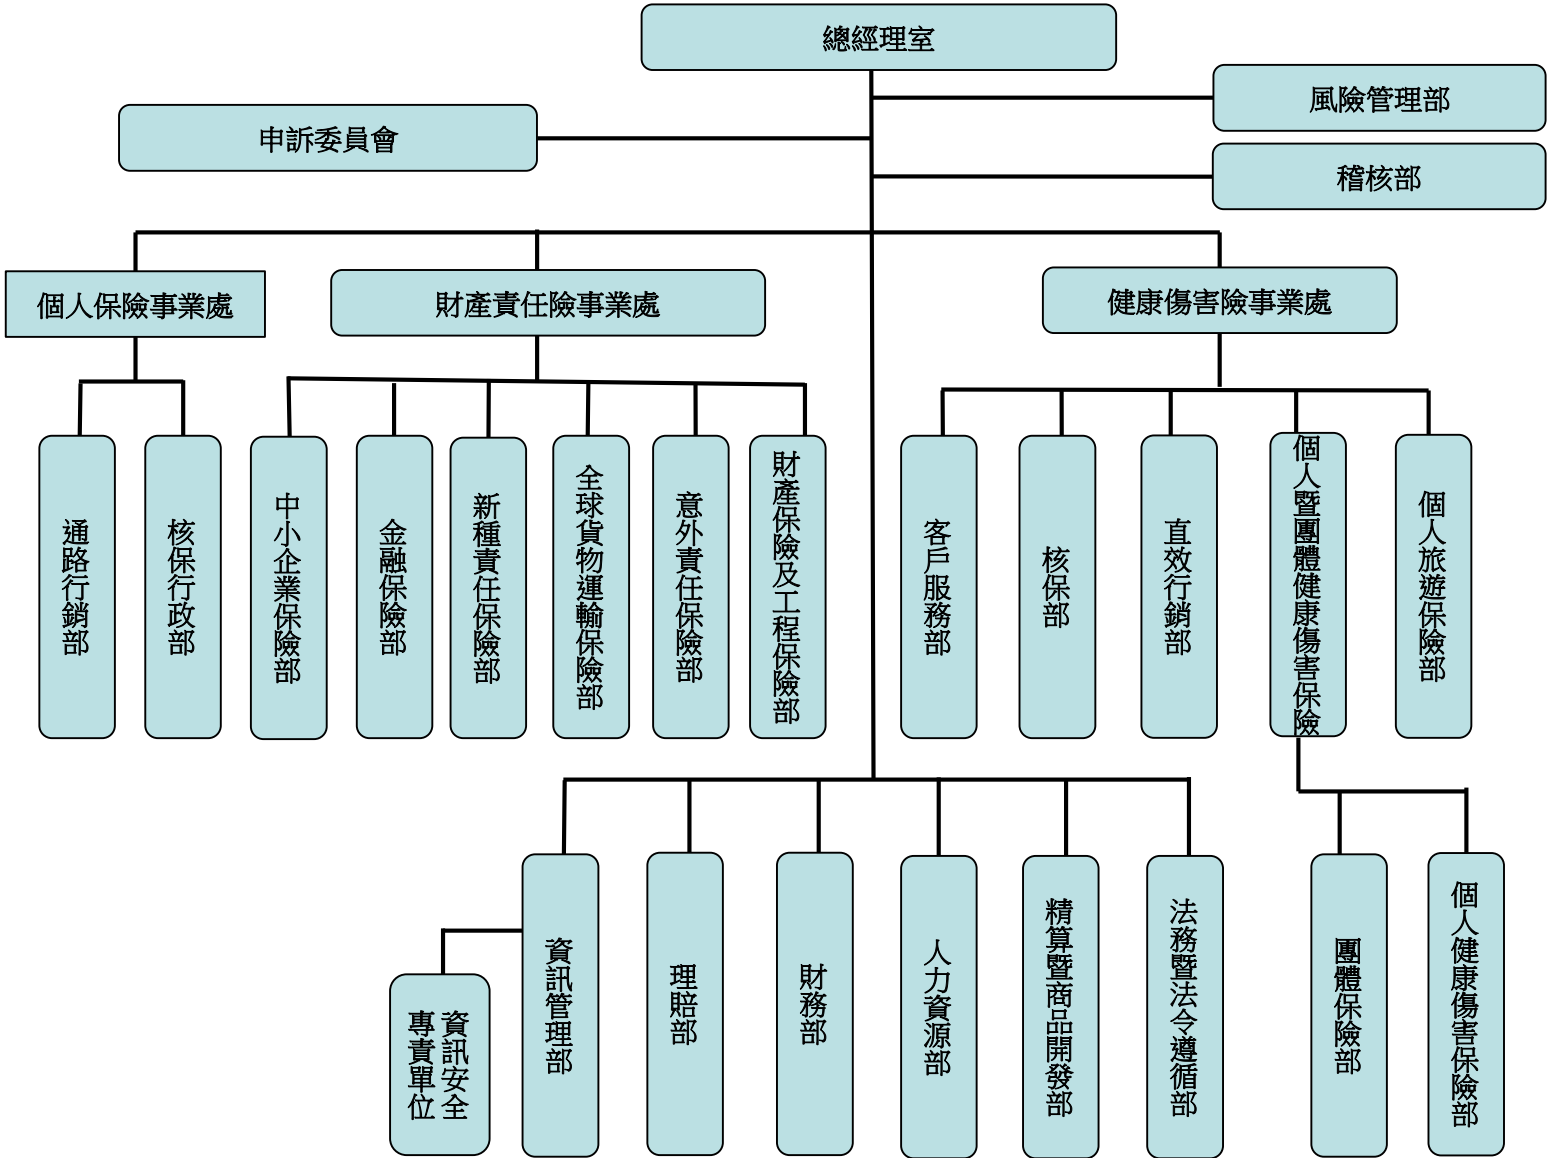 總經理室
風險管理部
申訴委員會
稽核部
個人保險事業處
財產責任險事業處
健康傷害險事業處
通路行銷部
核保行政部
中小企業保險部
金融保險部
新種責任保險部
全球貨物運輸保險部
意外責任保險部
財產保險及工程保險部
客戶服務部
核保部
直效行銷部
個人暨團體健康傷害保險
個人旅遊保險部
資訊安全
專責單位
資訊管理部
理賠部
財務部
人力資源部
精算暨商品開發部
法務暨法令遵循部
團體保險部
個人健康傷害保險部